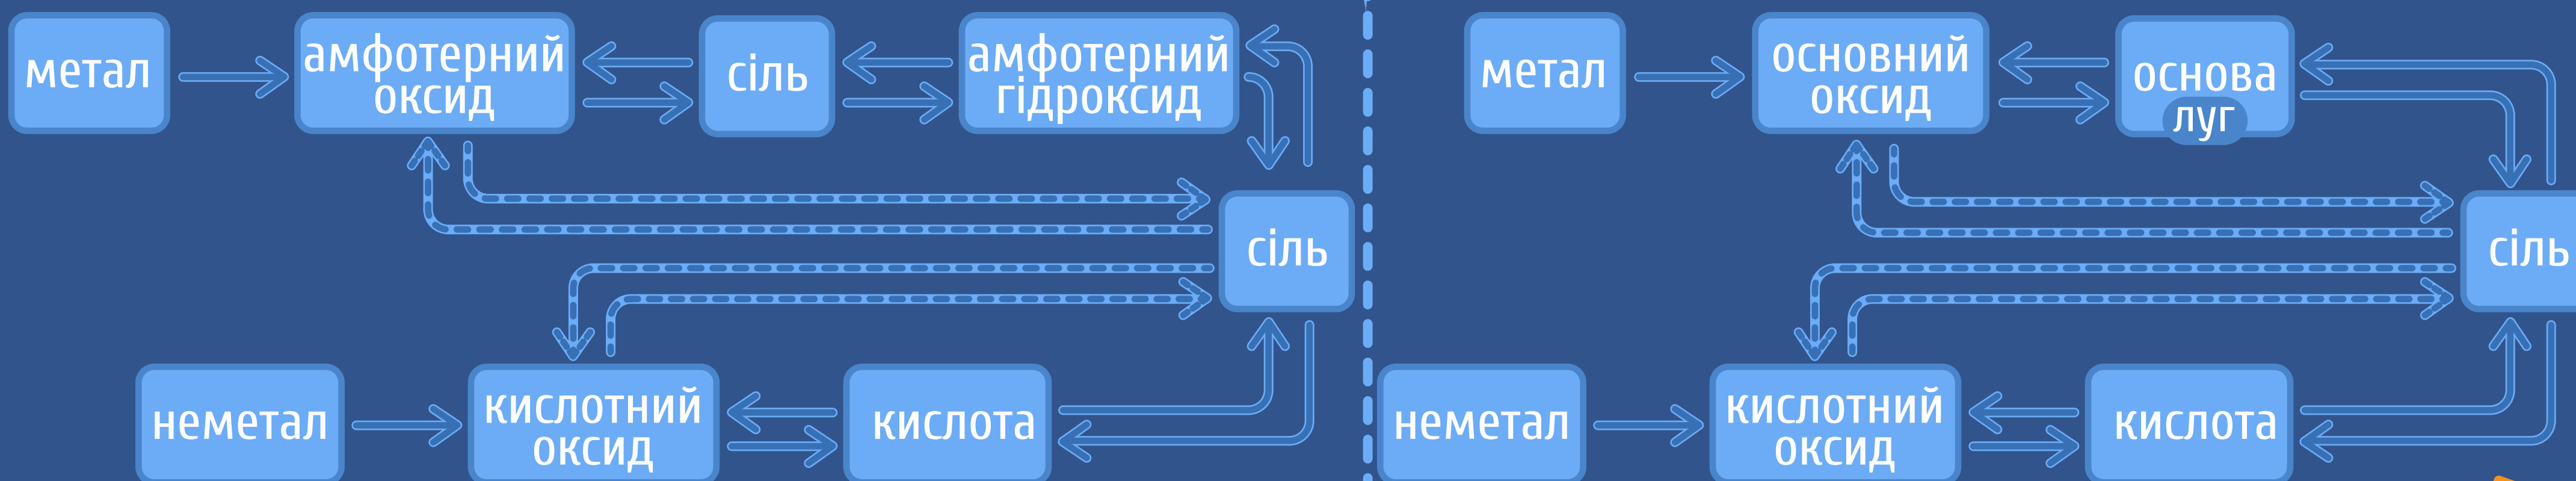 метал
амфотерний
оксид
сіль
амфотерний
гідроксид
сіль
неметал
кислотний
оксид
кислота
метал
основний
оксид
основа
луг
сіль
неметал
кислотний
оксид
кислота